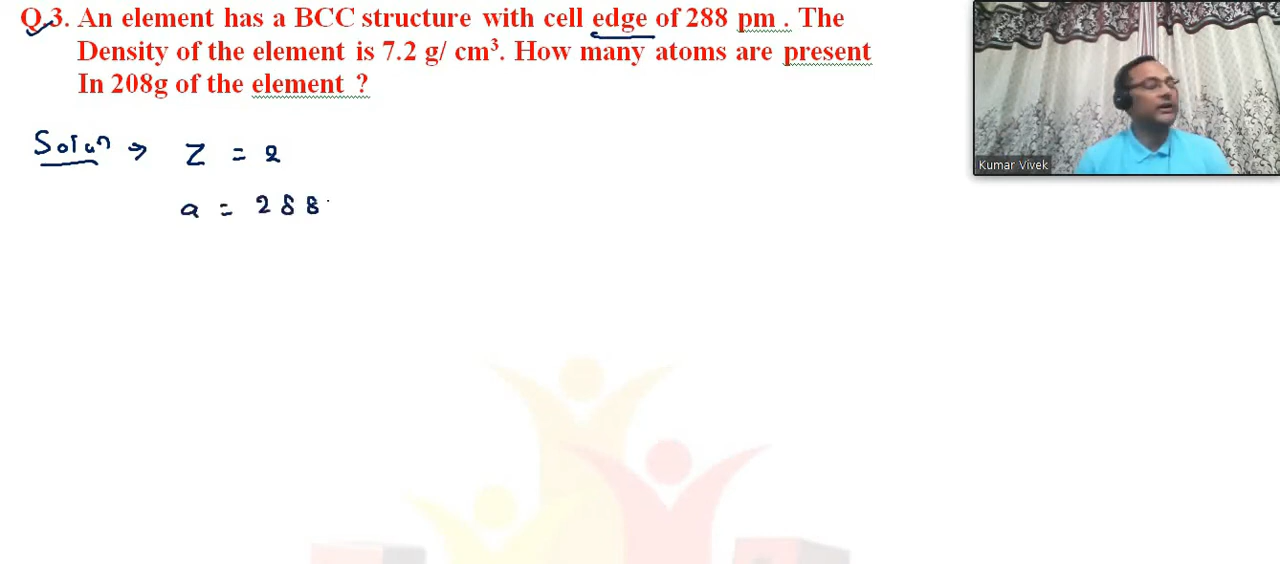 Q.3. An element has a BCC structure with cell edge of 288 pm . The
Density of the element is 7.2 g/ cm³. How many atoms are present
In 208g of the element ?
Solun → Z = 2
a = 288
Kumar Vivek